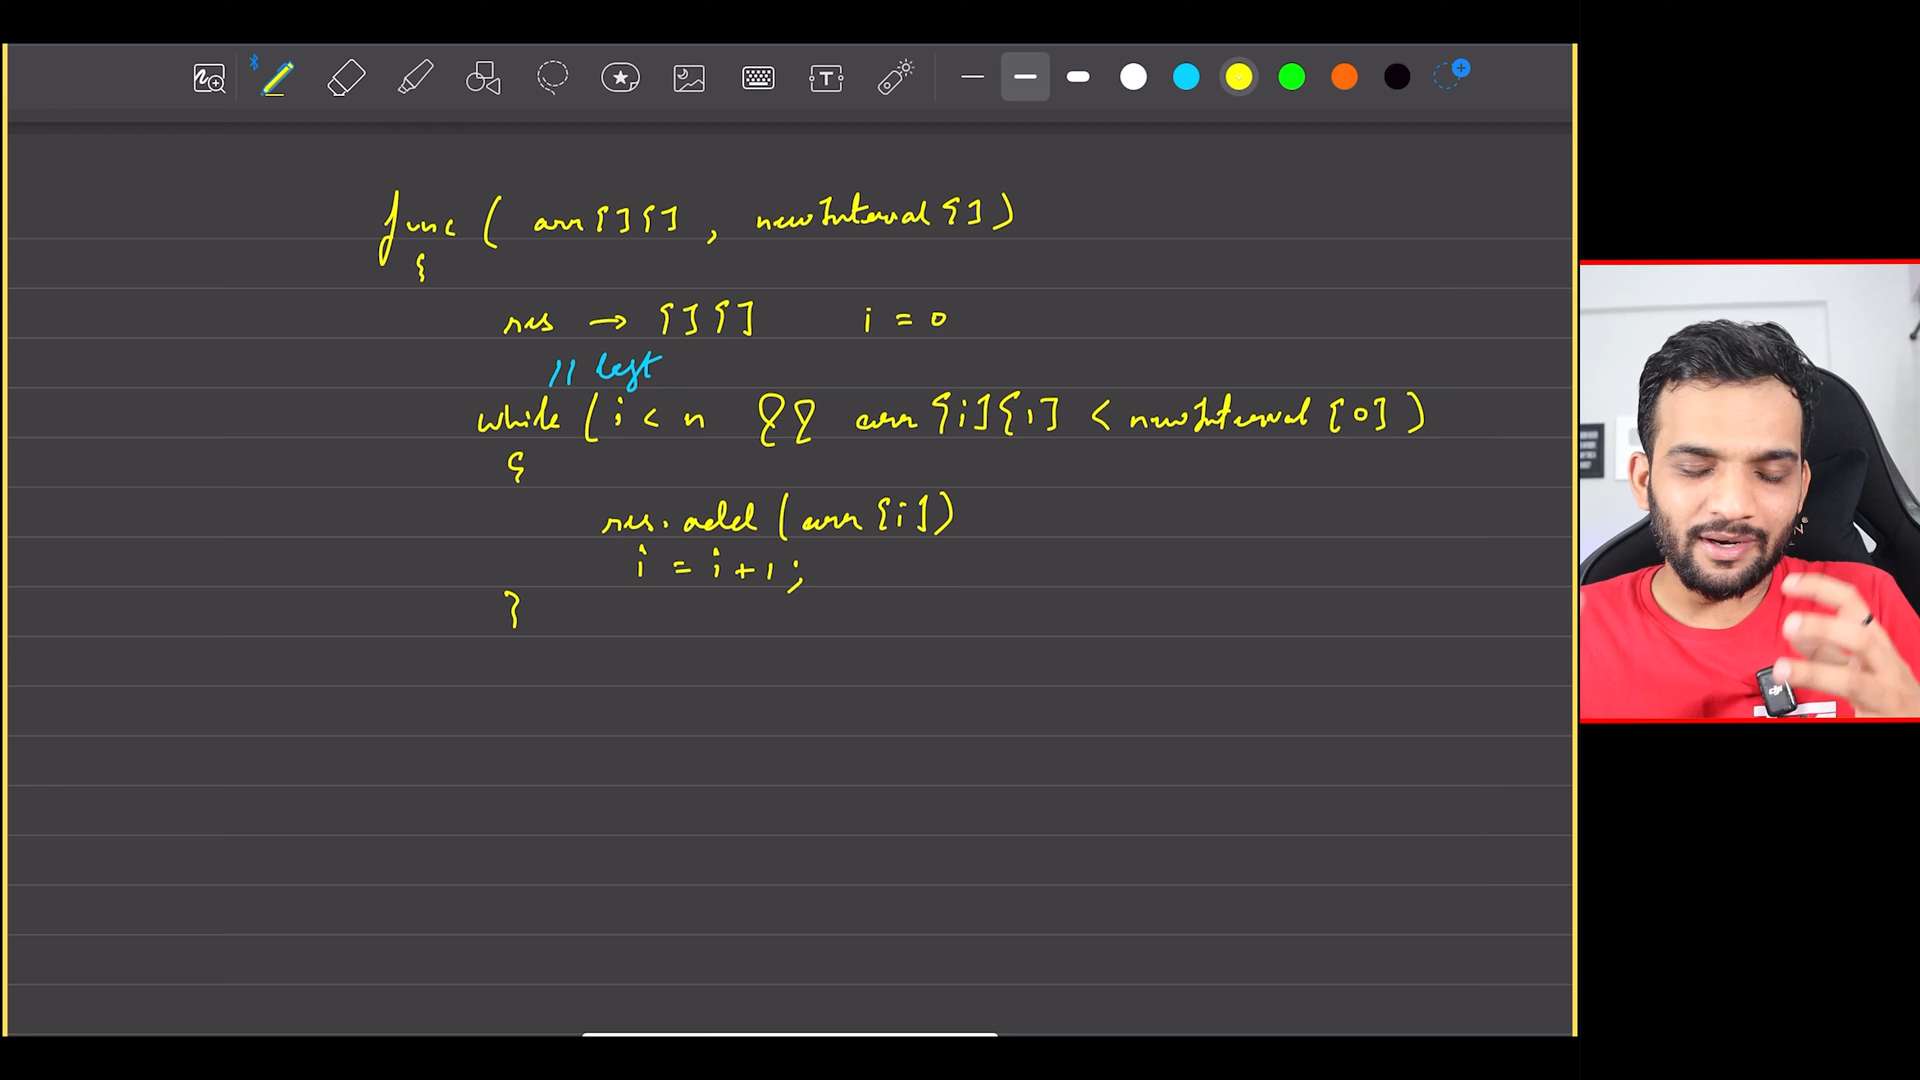 func ( arr[][] , newInterval[] )
{
res → [][] i = 0
// left
while ( i < n && arr[i][1] < newInterval[0] )
{
res.add (arr[i])
i = i+1;
}